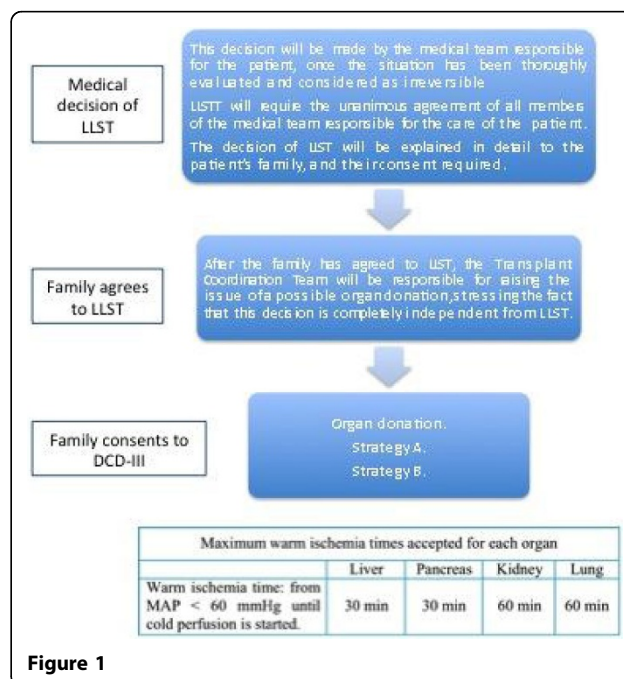 Medical
decision of
LLST
This decision will be made by the medical team responsible
for the patient, once the situation has been thoroughly
evaluated and considered as irreversible
LLSTT will require the unanimous agreement of all members
of the medical team responsible for the care of the patient.
The decision of LLST will be explained in detail to the
patient's family, and their consent required.
Family agrees
to LLST
After the family has agreed to LLST, the Transplant
Coordination Team will be responsible for raising the
issue of a possible organ donation, stressing the fact
that this decision is completely independent from LLST.
Family consents to
DCD-III
Organ donation.
Strategy A.
Strategy B.
Maximum warm ischemia times accepted for each organ
Liver Pancreas Kidney Lung
Warm ischemia time: from
MAP < 60 mmHg until
cold perfusion is started.
30 min 30 min 60 min 60 min
Figure 1